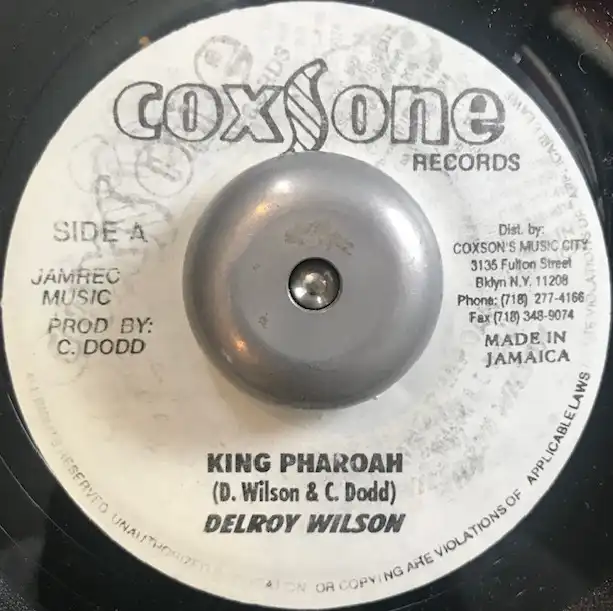 coxsone
RECORDS
SIDE A
JAMREC
MUSIC
PROD BY:
C. DODD
Dist. by:
COXSON'S MUSIC CITY
3135 Fulton Street
Bklyn N.Y. 11208
Phone: (718) 277-4166
Fax (718) 348-9074
MADE IN
JAMAICA
KING PHAROAH
(D. Wilson & C. Dodd)
DELROY WILSON
RESERVED UNAUTHORIZED OR COPYING ARE VIOLATIONS OF APPLICABLE LAWS